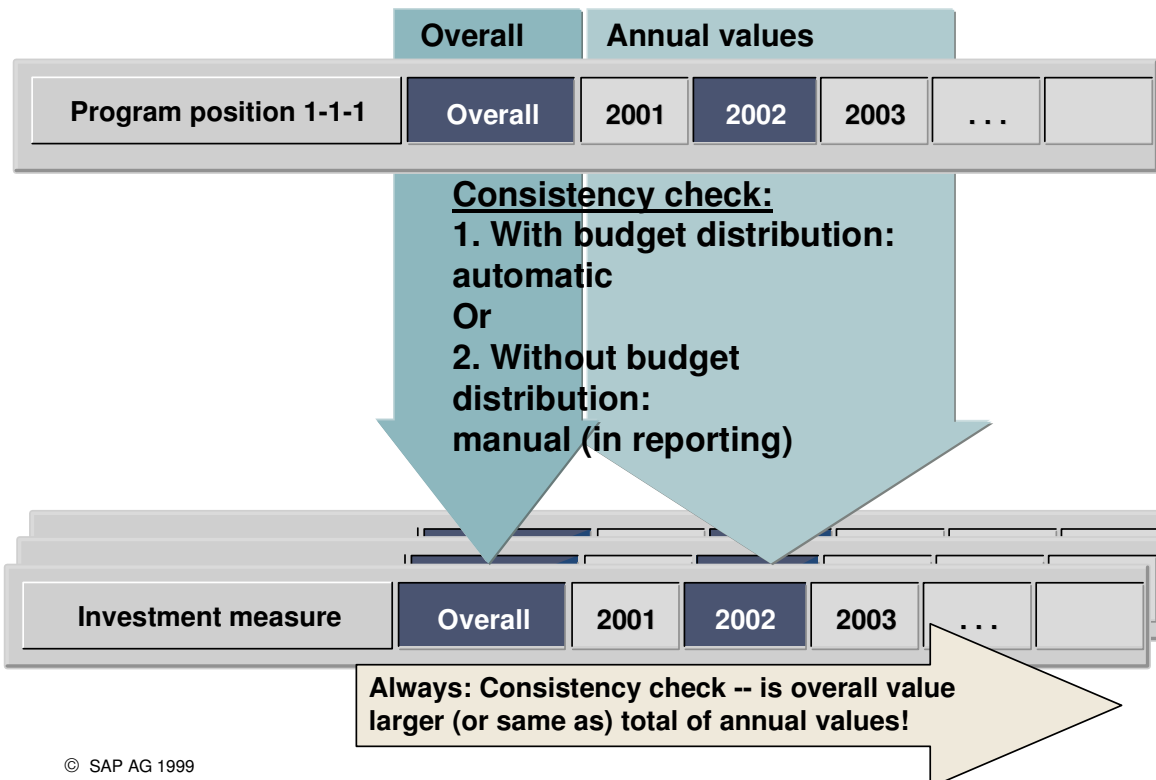 Overall Annual values
Program position 1-1-1 Overall 2001 2002 2003 . . .
Consistency check:
1. With budget distribution:
automatic
Or
2. Without budget
distribution:
manual (in reporting)
Investment measure Overall 2001 2002 2003 . . .
Always: Consistency check -- is overall value
larger (or same as) total of annual values!
© SAP AG 1999